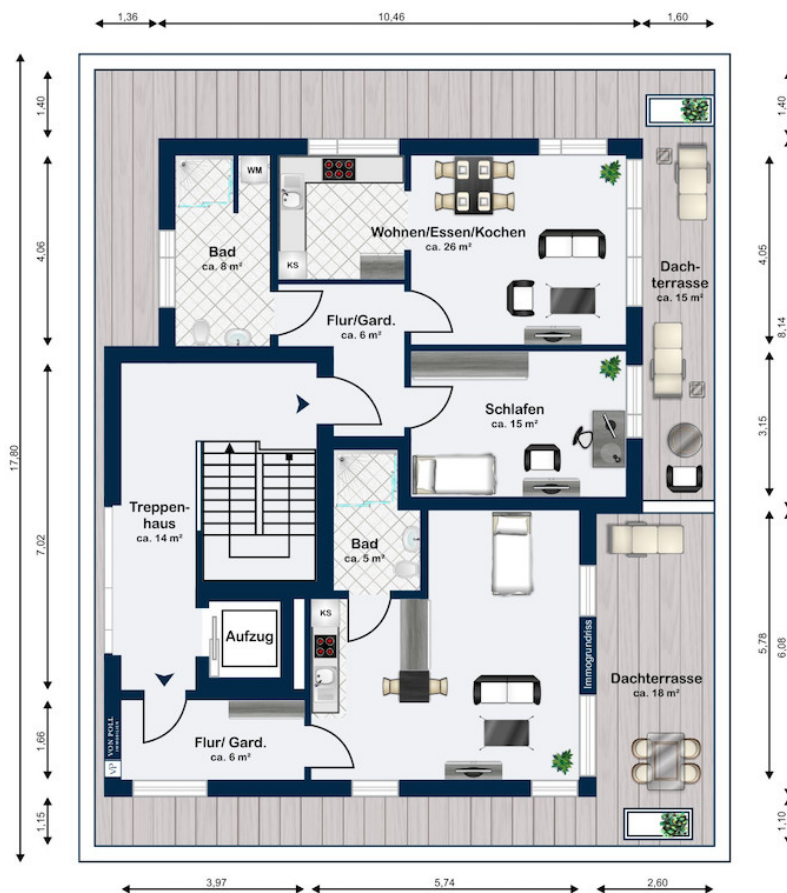 1,36
10,46
1,60
1,40
1,40
WM
Wohnen/Essen/Kochen
ca. 26 m²
Bad
ca. 8 m²
KS
4,06
4,05
Dach-
terrasse
ca. 15 m²
Flur/Gard.
ca. 6 m²
8,14
Schlafen
ca. 15 m²
3,15
17,80
Treppen-
haus
ca. 14 m²
7,02
Bad
ca. 5 m²
KS
Aufzug
Immogrundriss
5,78
6,08
Dachterrasse
ca. 18 m²
VON POLL
IMMOBILIEN
VP
Flur/ Gard.
ca. 6 m²
1,66
1,15
1,10
3,97
5,74
2,60